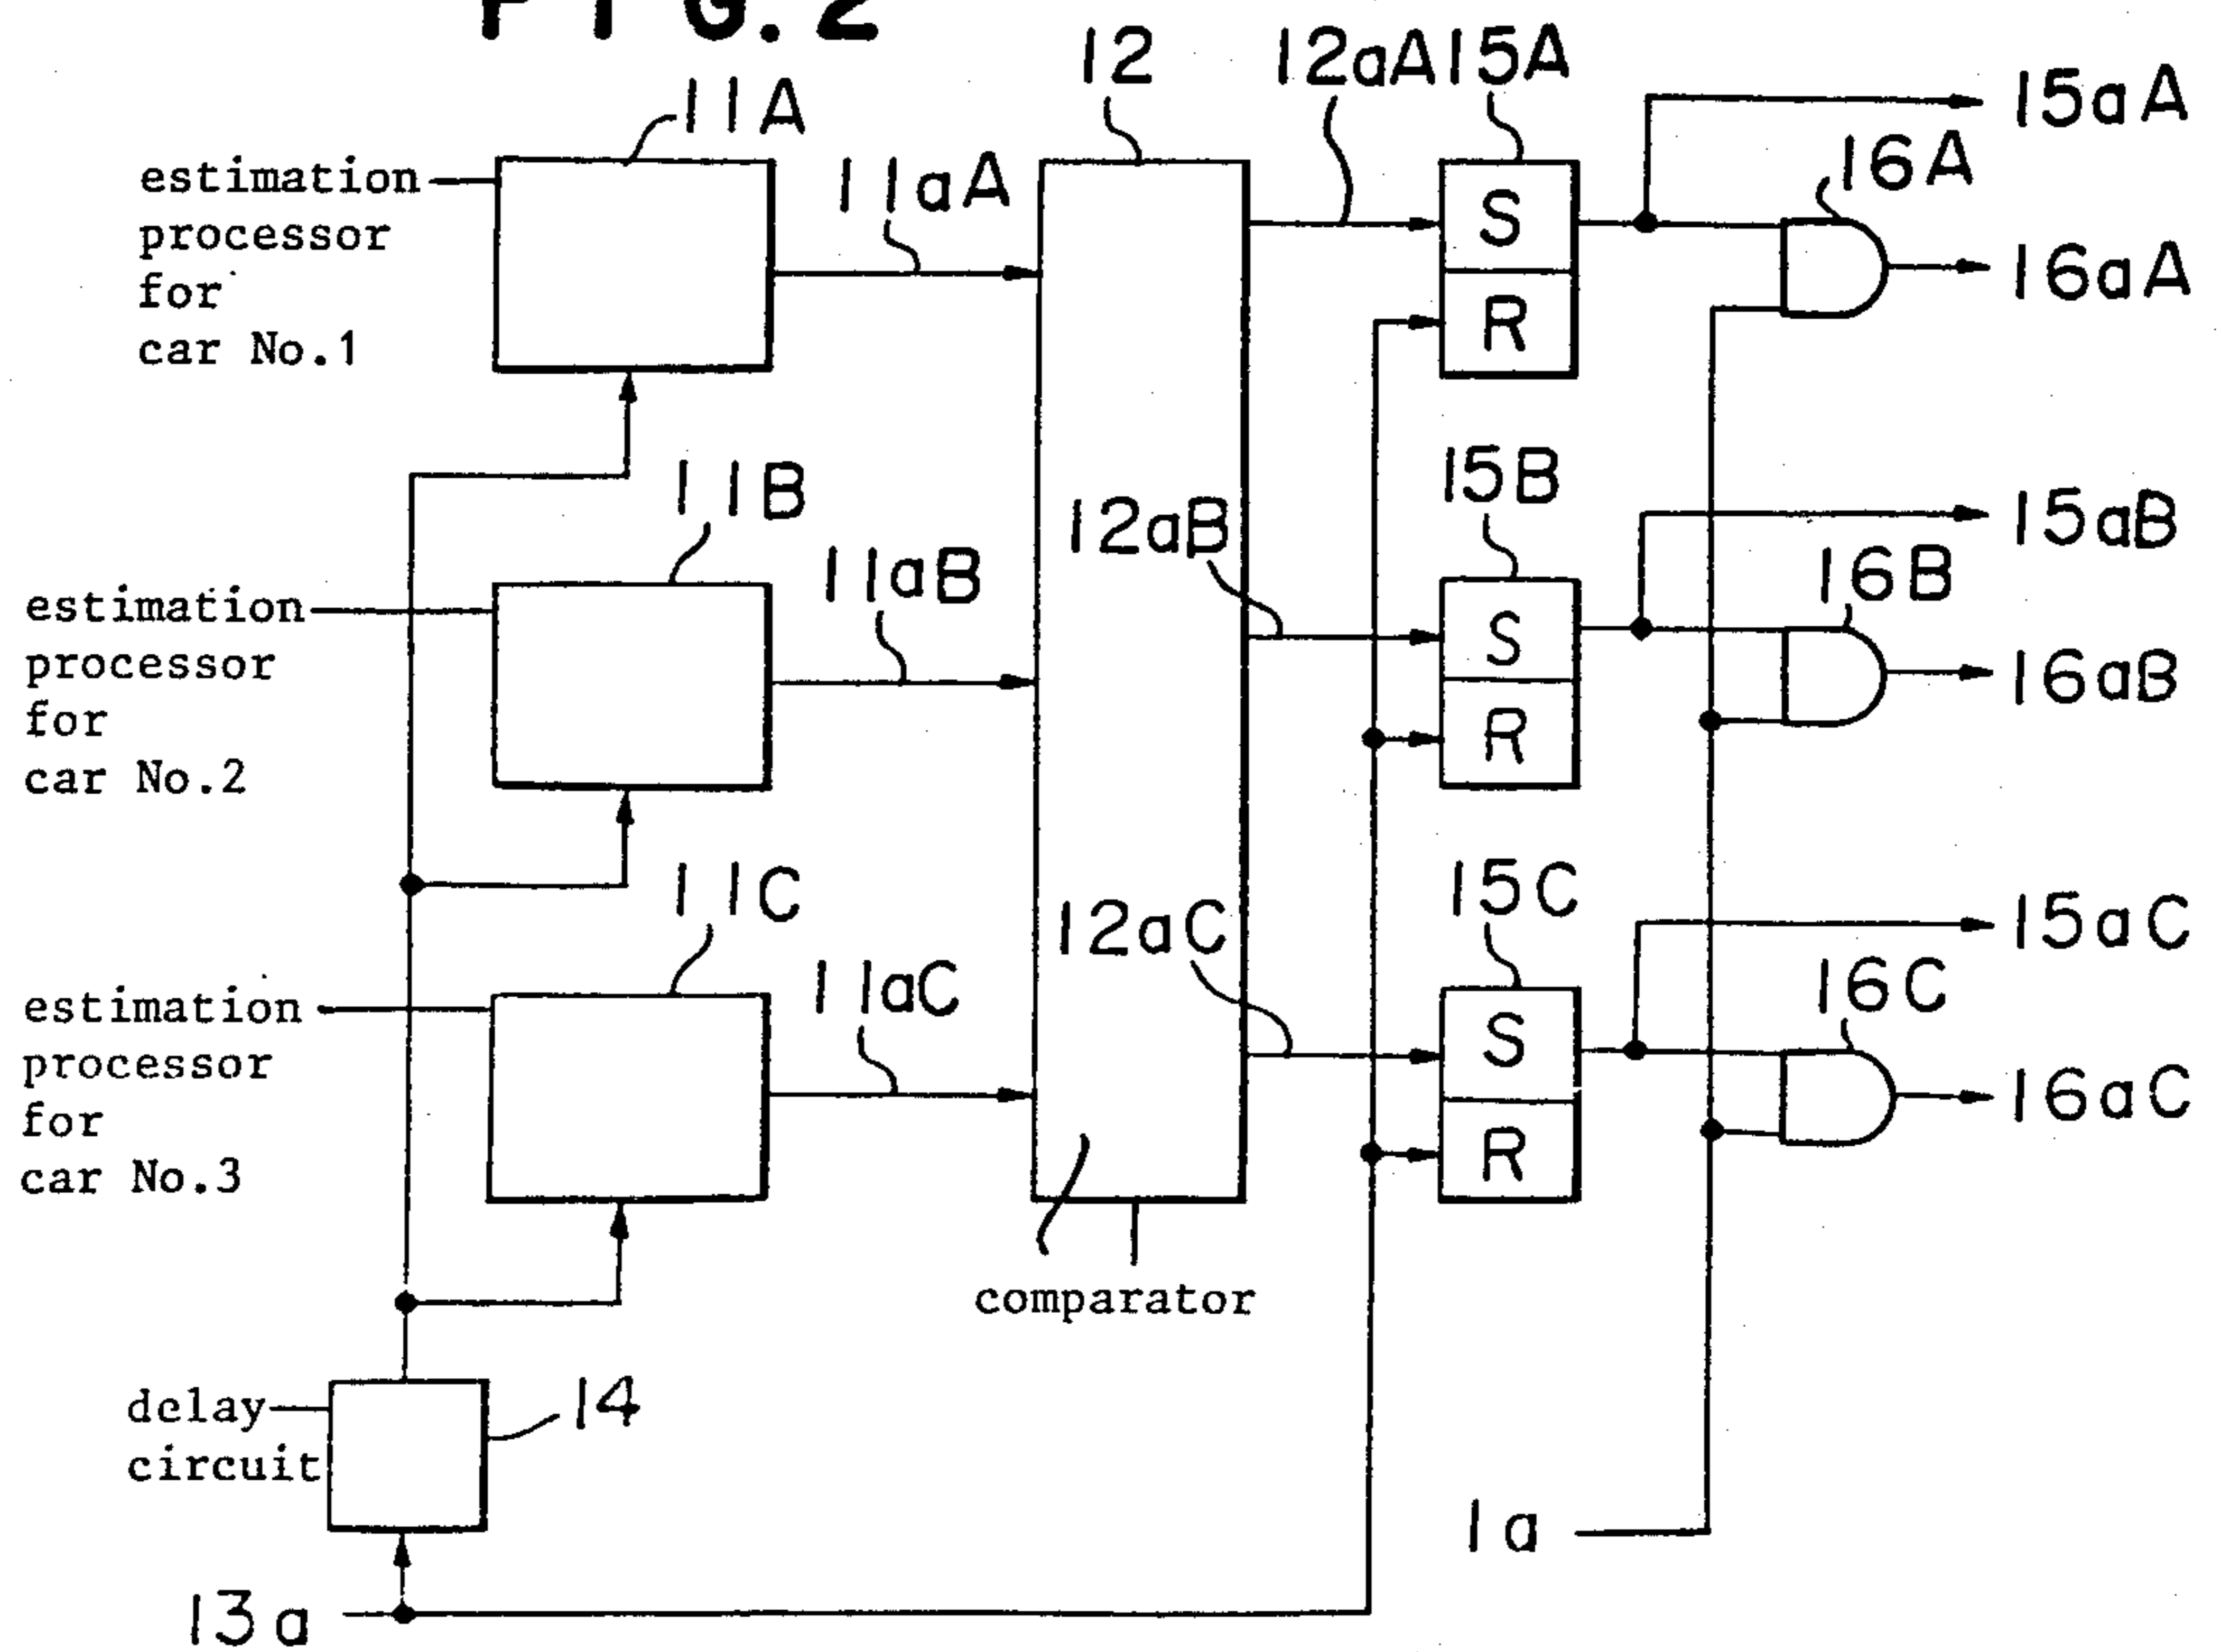 FIG.2
11A
12
12aA
15A
15aA
estimation
processor
for
car No.1
11aA
S
R
16A
16aA
11B
12aB
15B
15aB
estimation
processor
for
car No.2
11aB
S
R
16B
16aB
11C
12aC
15C
15aC
estimation
processor
for
car No.3
11aC
S
R
16C
16aC
comparator
delay
circuit
14
1a
13a